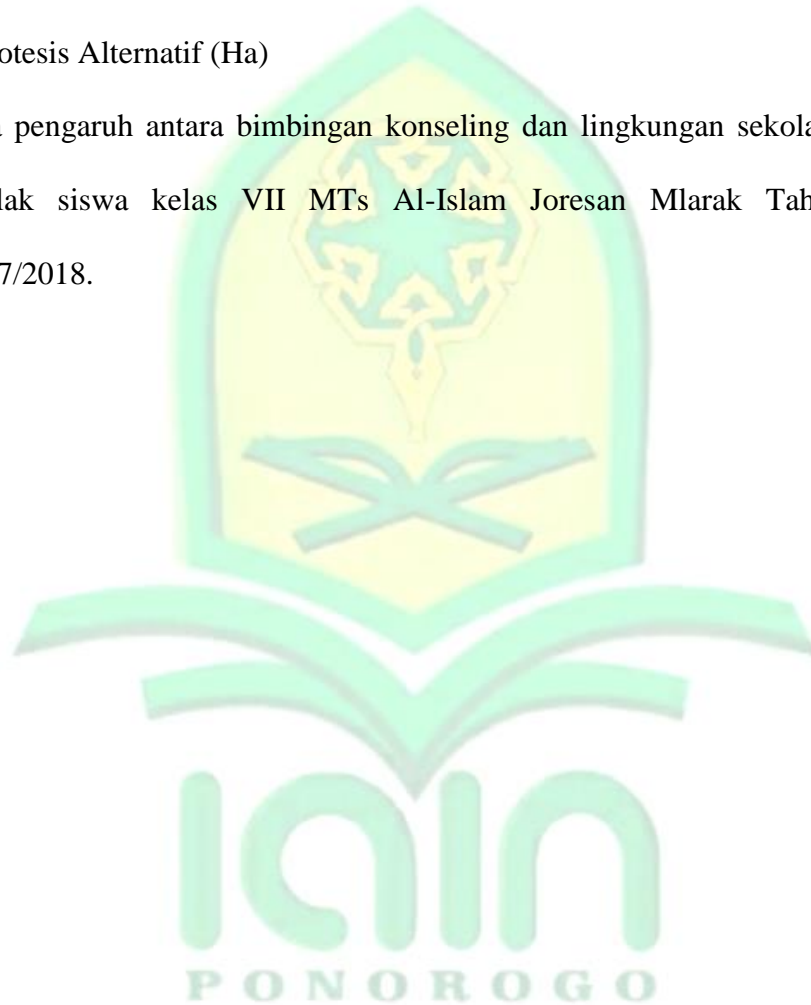 otesis Alternatif (Ha)
pengaruh antara bimbingan konseling dan lingkungan sekola
lak siswa kelas VII MTs Al-Islam Joresan Mlarak Tah
7/2018.
IAIN
PONOROGO